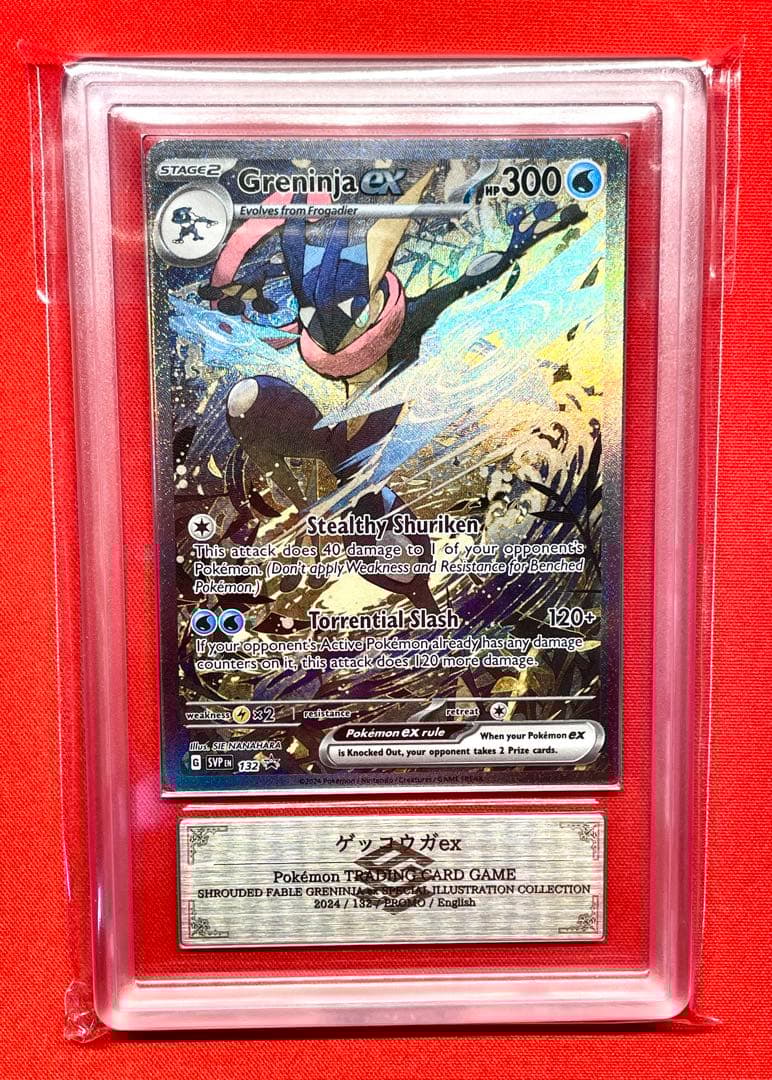 STAGE2
Greninja ex
HP300
Evolves from Frogadier
Stealthy Shuriken
This attack does 40 damage to 1 of your opponent's
Pokémon. (Don't apply Weakness and Resistance for Benched
Pokémon.)
Torrential Slash 120+
If your opponent's Active Pokémon already has any damage
counters on it, this attack does 120 more damage.
weakness ×2 resistance retreat
Pokémon ex rule When your Pokémon ex
is Knocked Out, your opponent takes 2 Prize cards.
Illus. SIE NANAHARA
G SVP EN 132
©2024 Pokémon / Nintendo / Creatures / GAME FREAK
ゲッコウガex
Pokémon TRADING CARD GAME
SHROUDED FABLE GRENINJA ex SPECIAL ILLUSTRATION COLLECTION
2024 / 132 / PROMO / English